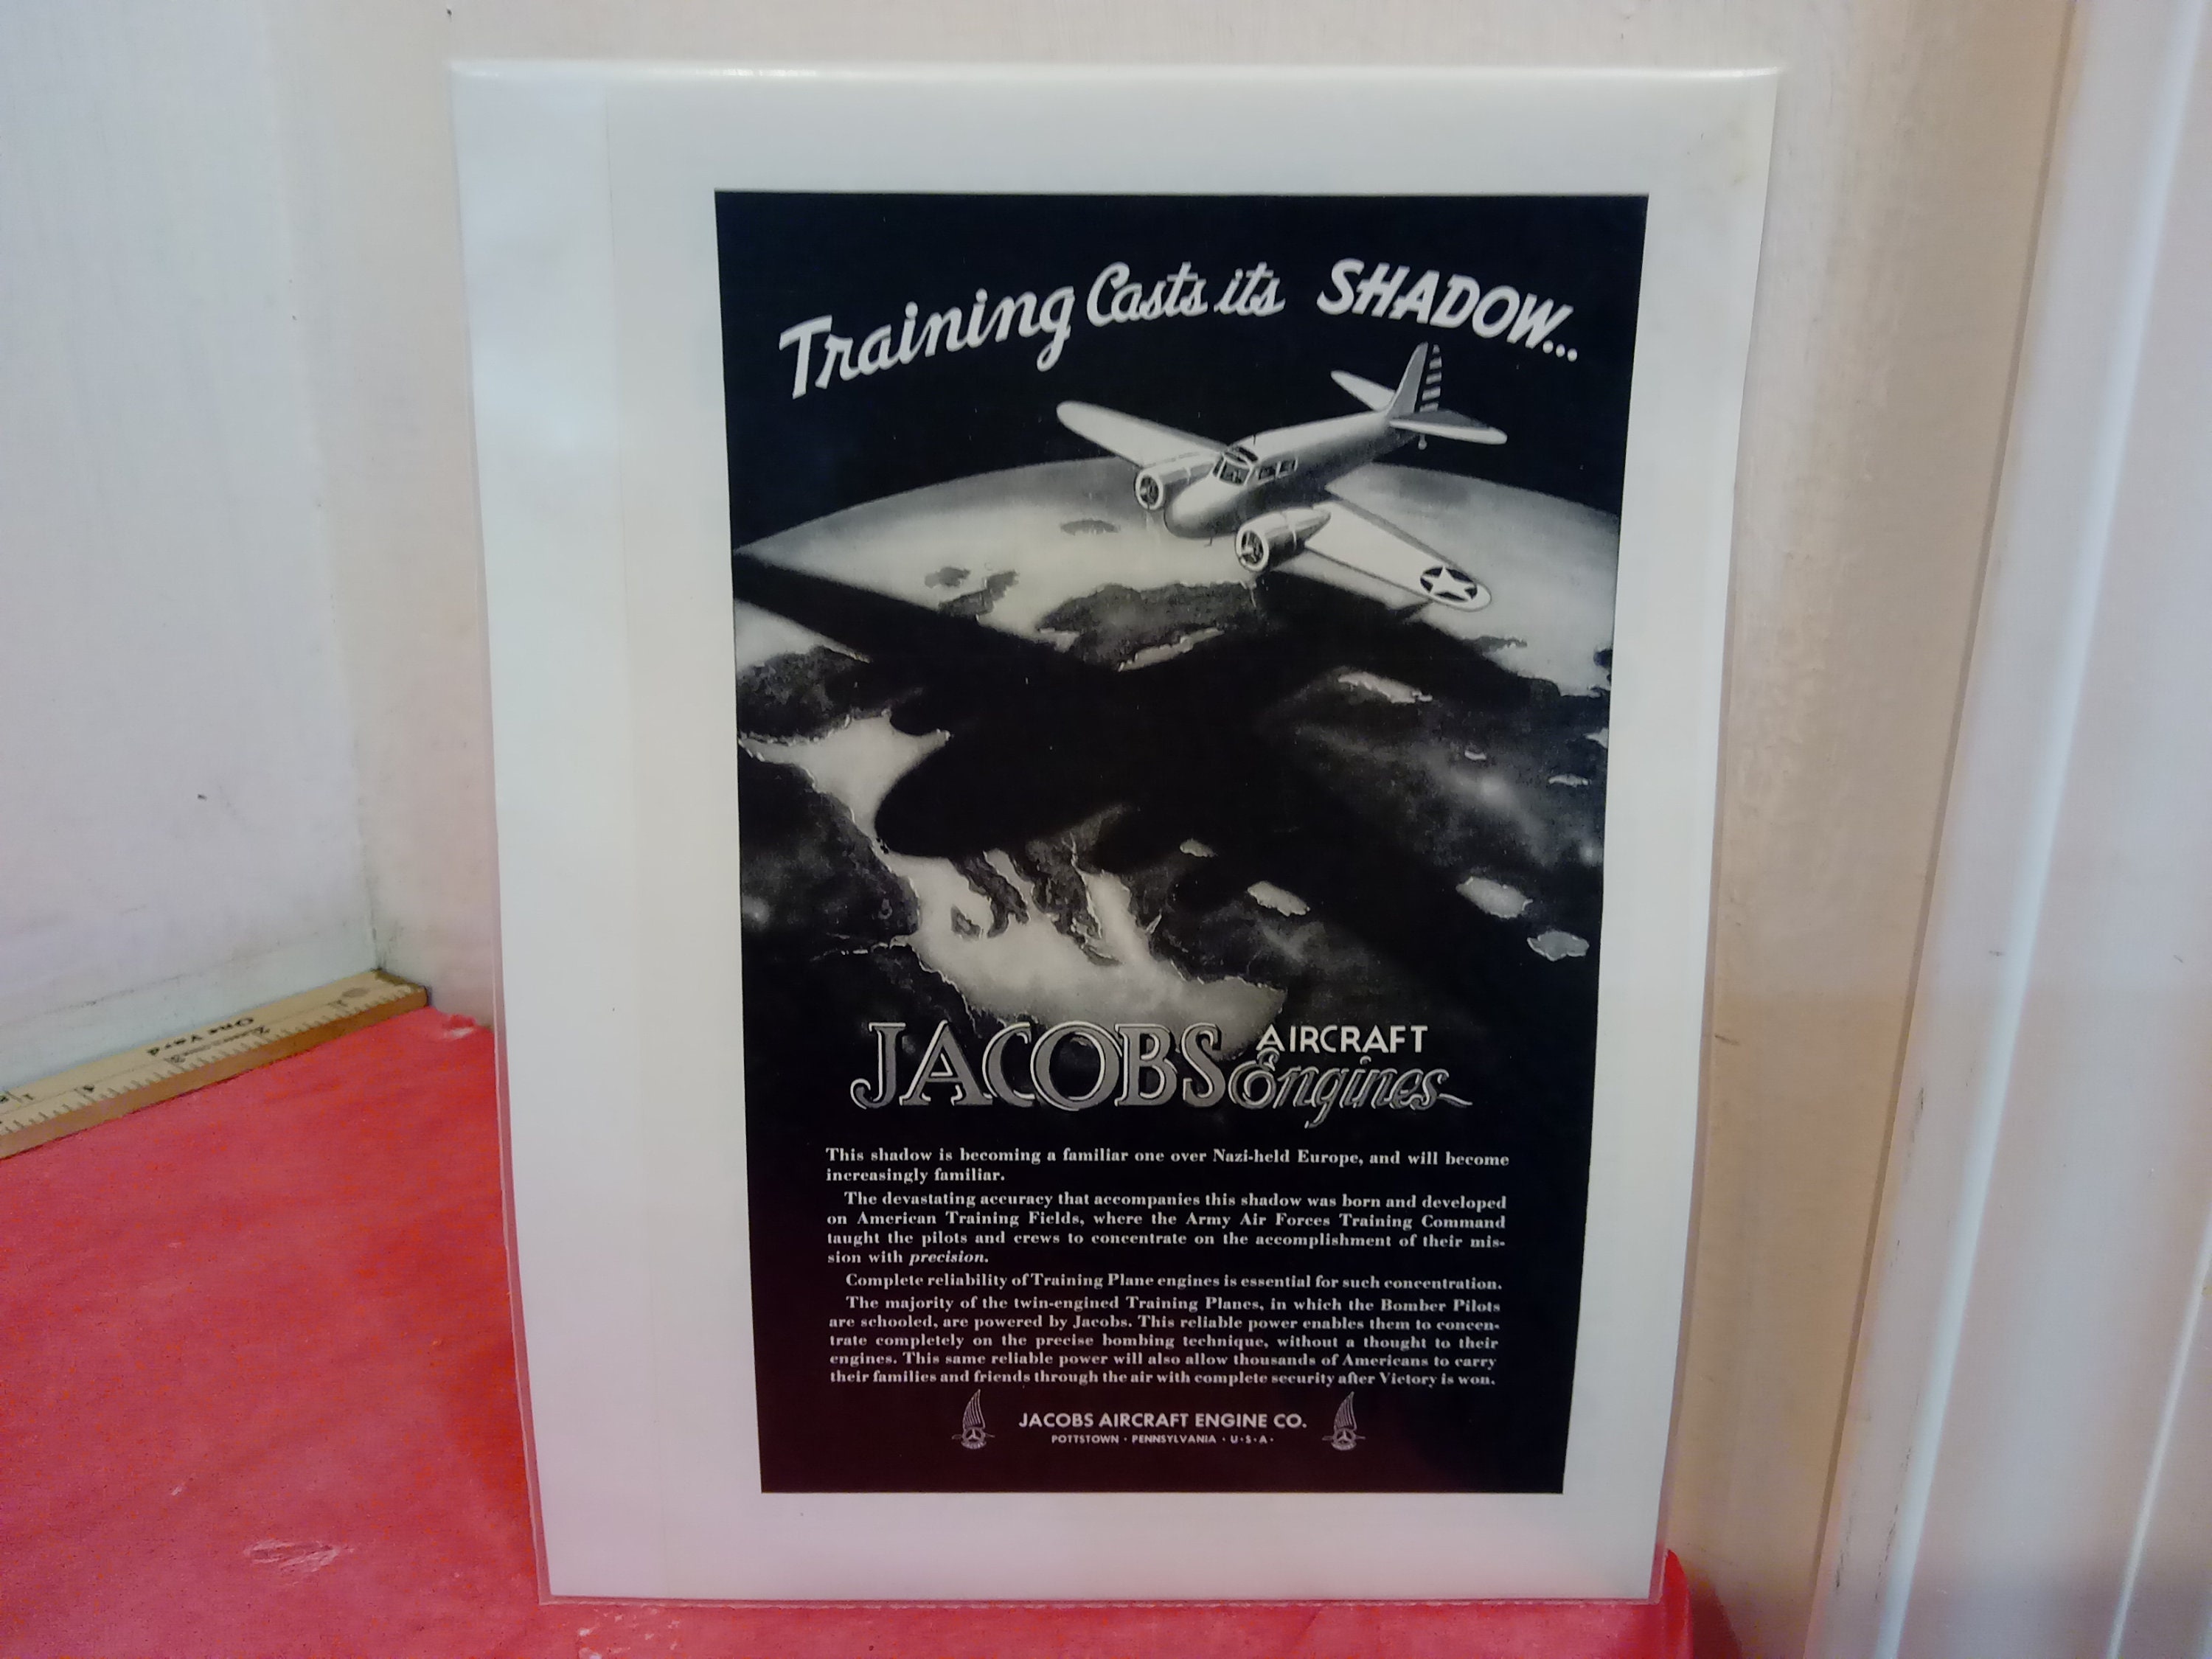 Training Casts its SHADOW...
JACOBS AIRCRAFT
Engines
This shadow is becoming a familiar one over Nazi-held Europe, and will become
increasingly familiar.
The devastating accuracy that accompanies this shadow was born and developed
on American Training Fields, where the Army Air Forces Training Command
taught the pilots and crews to concentrate on the accomplishment of their mis-
sion with precision.
Complete reliability of Training Plane engines is essential for such concentration.
The majority of the twin-engined Training Planes, in which the Bomber Pilots
are schooled, are powered by Jacobs. This reliable power enables them to concen-
trate completely on the precise bombing technique, without a thought to their
engines. This same reliable power will also allow thousands of Americans to carry
their families and friends through the air with complete security after Victory is won.
JACOBS AIRCRAFT ENGINE CO.
POTTSTOWN · PENNSYLVANIA · U·S·A·
One Yard
1
2
3
4